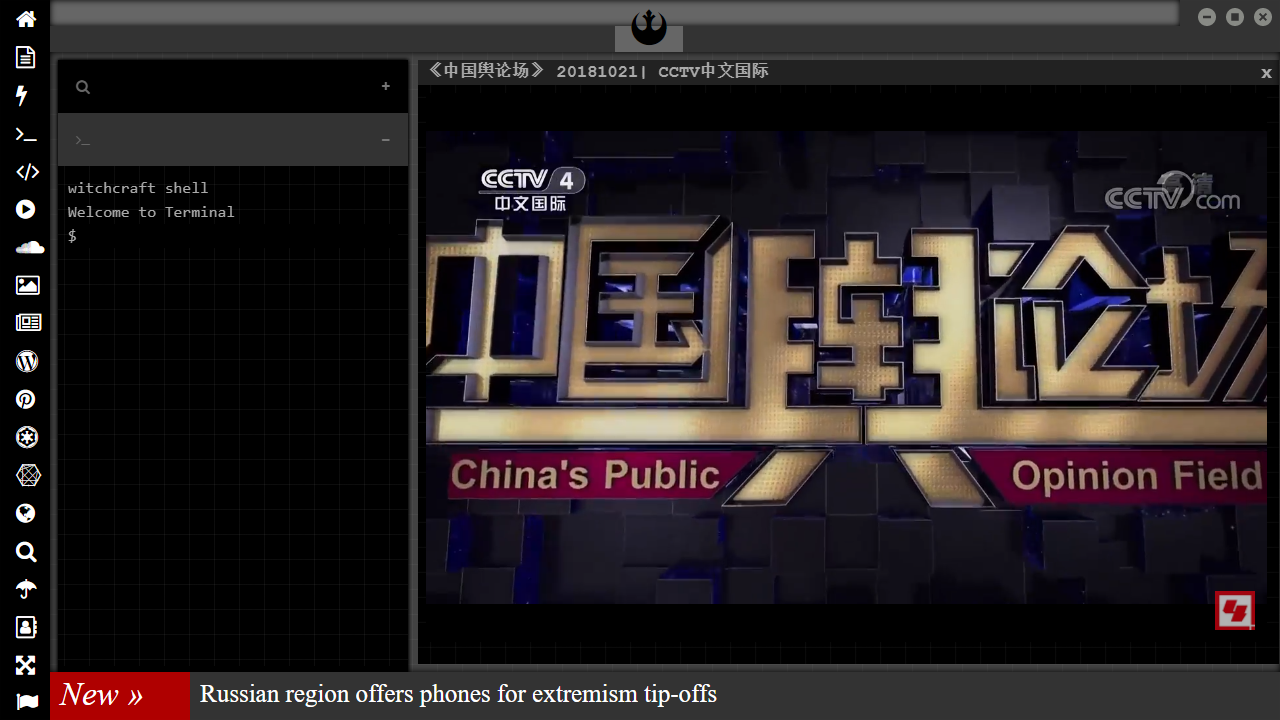 《中国舆论场》 20181021| CCTV中文国际
x
witchcraft shell
Welcome to Terminal
$
CCTV 4
中文国际
高清
CCTV com
中国舆论场
China's Public Opinion Field
New »
Russian region offers phones for extremism tip-offs